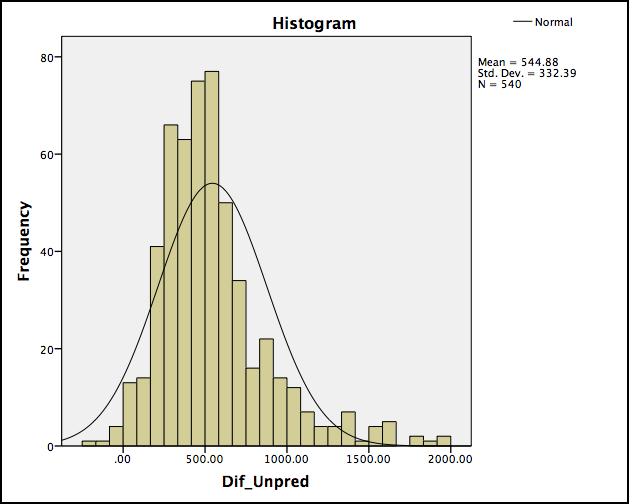 Histogram
Normal
Mean = 544.88
Std. Dev. = 332.39
N = 540
80
60
40
20
0
Frequency
.00 500.00 1000.00 1500.00 2000.00
Dif_Unpred